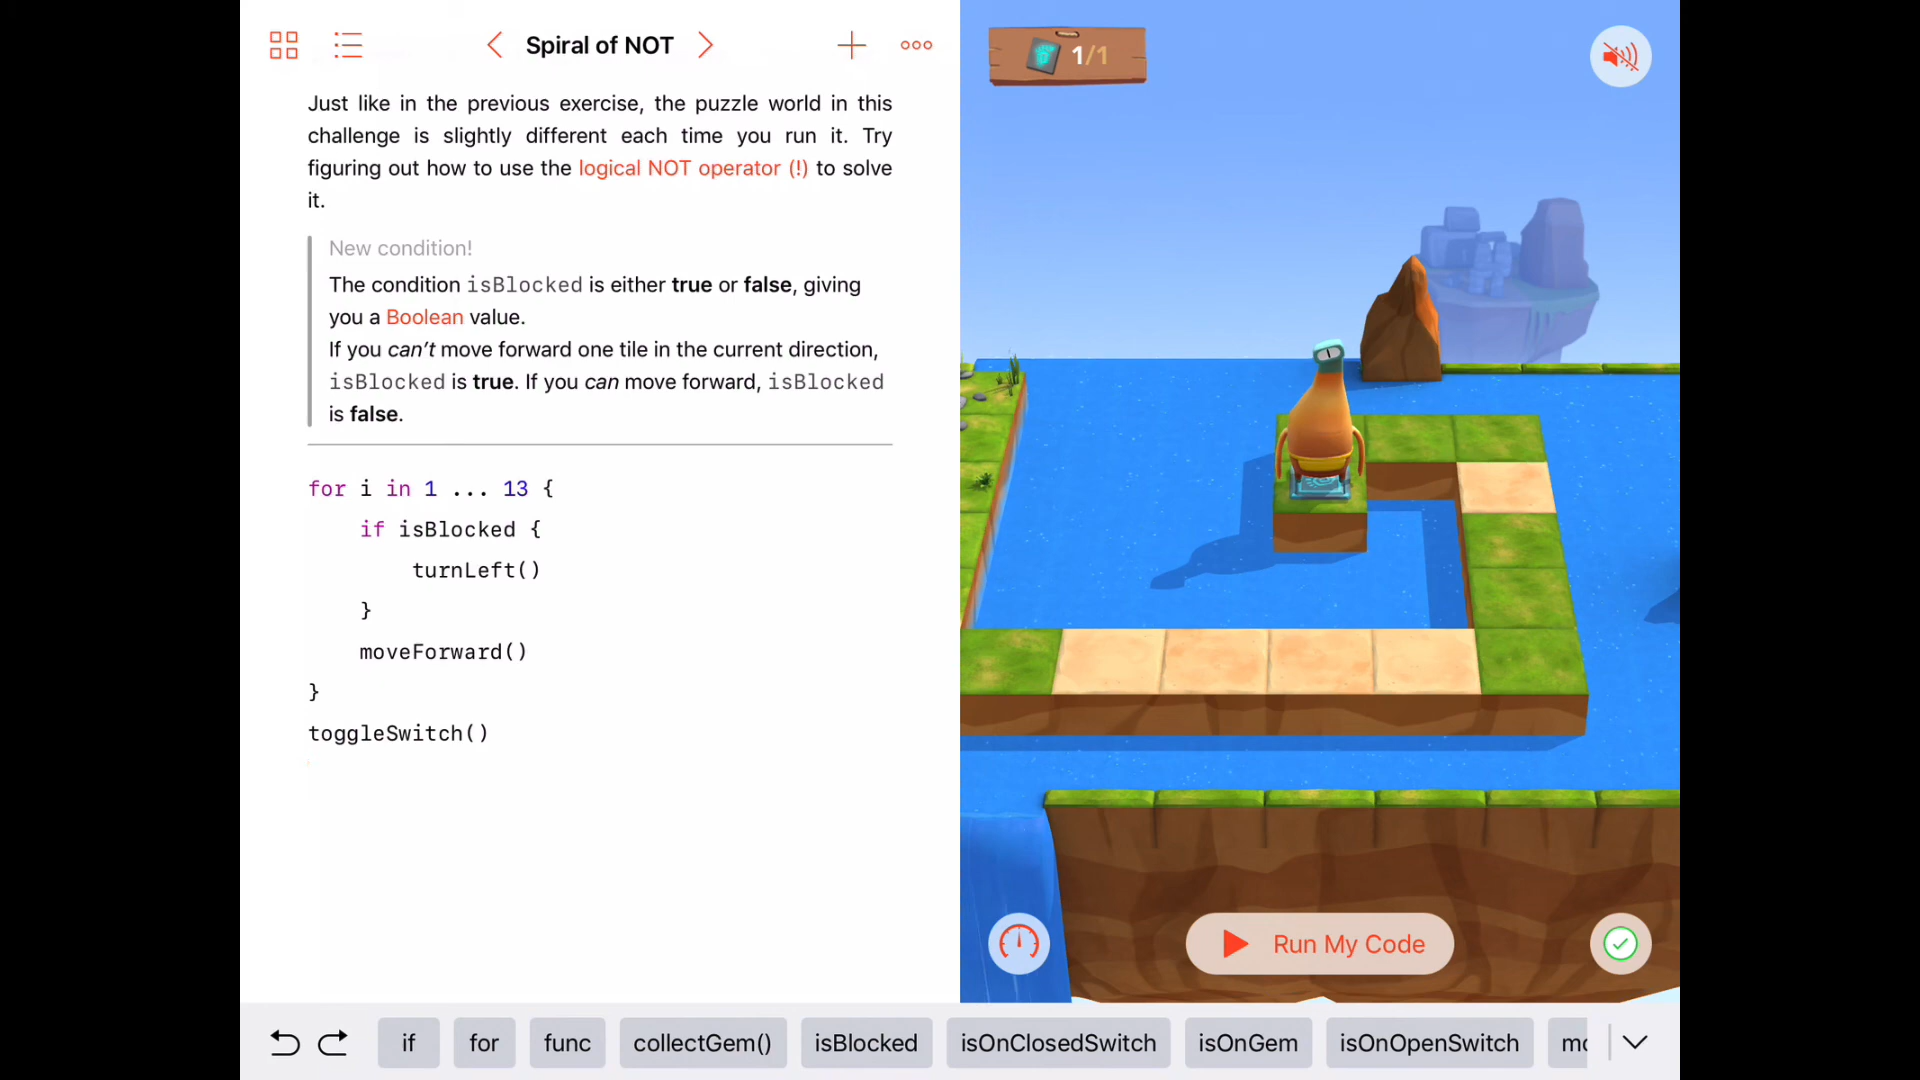 Spiral of NOT
Just like in the previous exercise, the puzzle world in this
challenge is slightly different each time you run it. Try
figuring out how to use the logical NOT operator (!) to solve
it.
New condition!
The condition isBlocked is either true or false, giving
you a Boolean value.
If you can't move forward one tile in the current direction,
isBlocked is true. If you can move forward, isBlocked
is false.
for i in 1 ... 13 {
if isBlocked {
turnLeft()
}
moveForward()
}
toggleSwitch()
1/1
Run My Code
if for func collectGem() isBlocked isOnClosedSwitch isOnGem isOnOpenSwitch